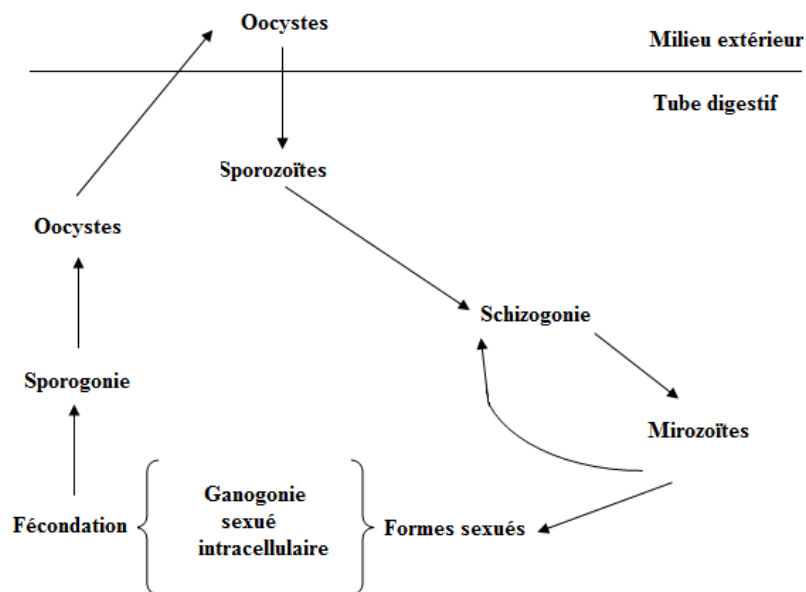 Oocystes
Milieu extérieur
Tube digestif
Sporozoïtes
Oocystes
Schizogonie
Sporogonie
Mirozoïtes
Ganogonie
sexué
intracellulaire
Fécondation
Formes sexués